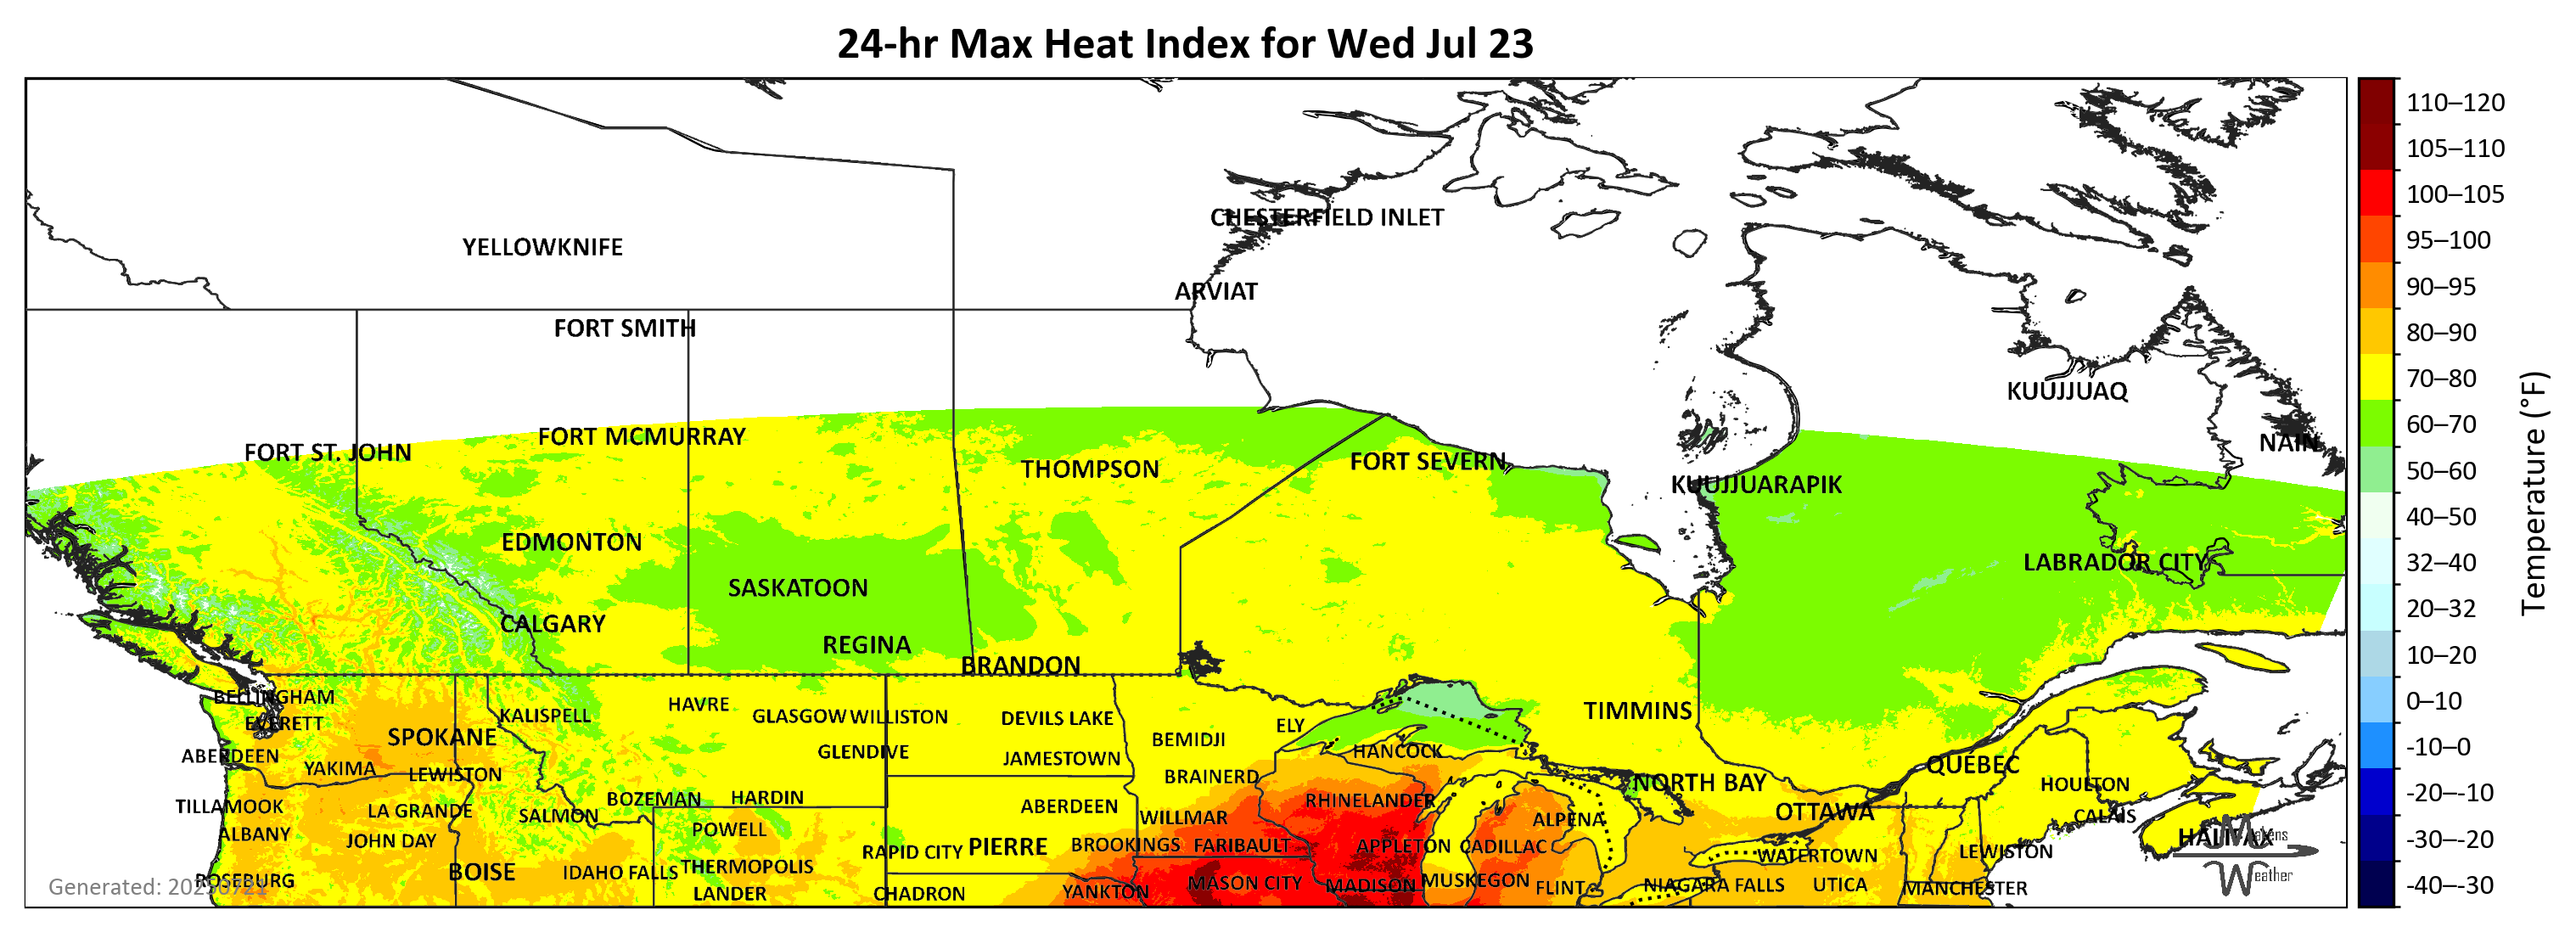 24-hr Max Heat Index for Wed Jul 23
110–120
105–110
CHESTERFIELD INLET
100–105
YELLOWKNIFE
95–100
ARVIAT
90–95
FORT SMITH
80–90
KUUJJUAQ
70–80
FORT MCMURRAY
60–70
NAIN
FORT ST. JOHN
FORT SEVERN
THOMPSON
50–60
KUUJJUARAPIK
40–50
EDMONTON
LABRADOR CITY
32–40
SASKATOON
20–32
CALGARY
REGINA
10–20
BRANDON
BELLINGHAM
HAVRE
0–10
TIMMINS
KALISPELL
GLASGOW
WILLISTON
DEVILS LAKE
EVERETT
ELY
SPOKANE
BEMIDJI
-10–0
HANCOCK
GLENDIVE
ABERDEEN
JAMESTOWN
QUÉBEC
YAKIMA
LEWISTON
BRAINERD
NORTH BAY
HOULTON
-20–-10
BOZEMAN
HARDIN
RHINELANDER
TILLAMOOK
ABERDEEN
LA GRANDE
OTTAWA
SALMON
CALAIS
WILLMAR
ALPENA
POWELL
ALBANY
HALIFAX
Makens
Weather
-30–-20
JOHN DAY
PIERRE
BROOKINGS
FARIBAULT
APPLETON
CADILLAC
RAPID CITY
LEWISTON
WATERTOWN
THERMOPOLIS
BOISE
IDAHO FALLS
ROSEBURG
MUSKEGON
MASON CITY
MADISON
NIAGARA FALLS
UTICA
-40–-30
Generated: 20250721
FLINT
MANCHESTER
YANKTON
LANDER
CHADRON
Temperature (°F)